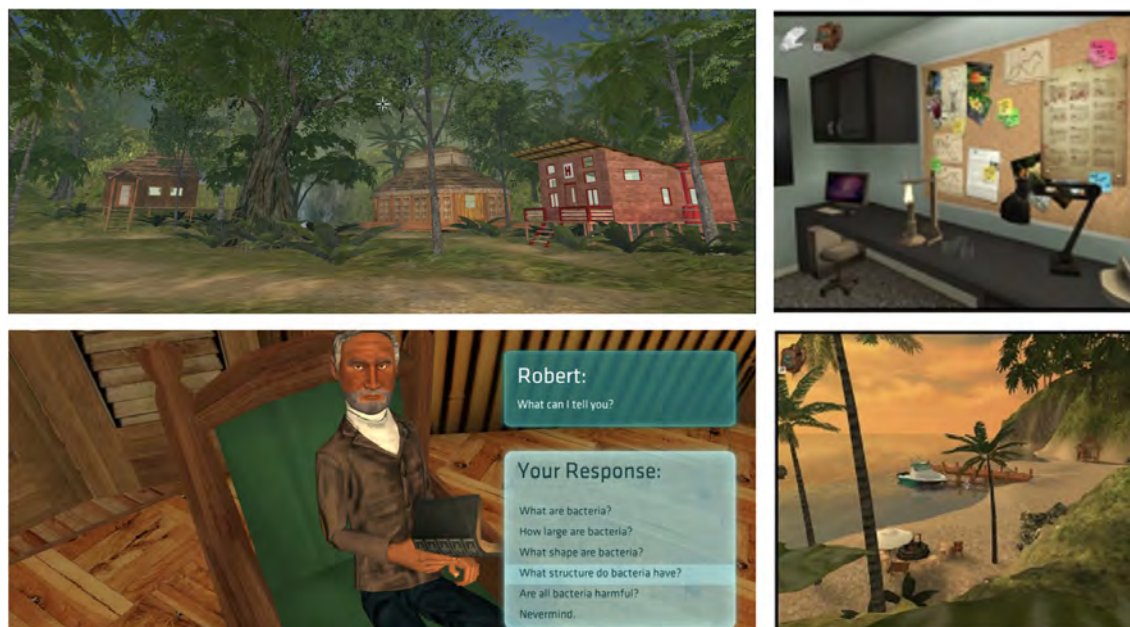 H
Robert:
What can I tell you?
Your Response:
What are bacteria?
How large are bacteria?
What shape are bacteria?
What structure do bacteria have?
Are all bacteria harmful?
Nevermind.